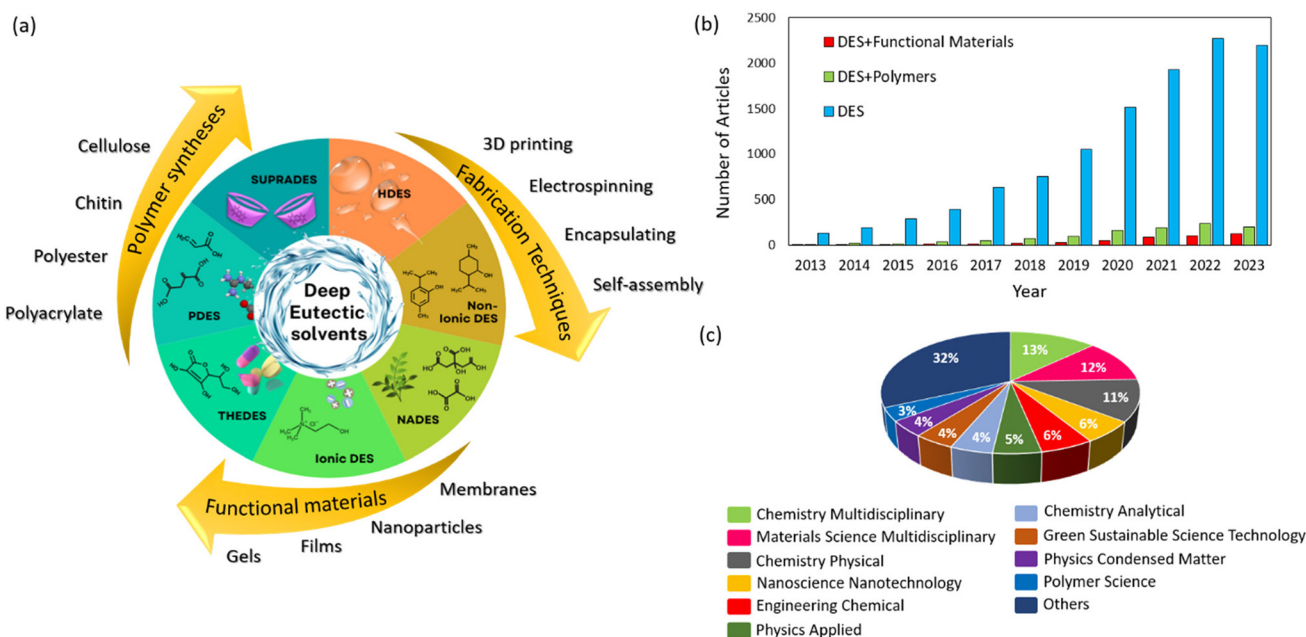 (a)
Polymer syntheses
Cellulose
Chitin
Polyester
Polyacrylate
Fabrication Techniques
3D printing
Electrospinning
Encapsulating
Self-assembly
Functional materials
Membranes
Nanoparticles
Films
Gels
Deep
Eutectic
solvents
SUPRADES
HDES
Non-
Ionic DES
NADES
Ionic DES
THEDES
PDES
(b)
Number of Articles
2500
2000
1500
1000
500
0
DES+Functional Materials
DES+Polymers
DES
2013 2014 2015 2016 2017 2018 2019 2020 2021 2022 2023
Year
(c)
13%
12%
11%
6%
6%
5%
4%
4%
4%
3%
32%
Chemistry Multidisciplinary
Materials Science Multidisciplinary
Chemistry Physical
Nanoscience Nanotechnology
Engineering Chemical
Physics Applied
Chemistry Analytical
Green Sustainable Science Technology
Physics Condensed Matter
Polymer Science
Others